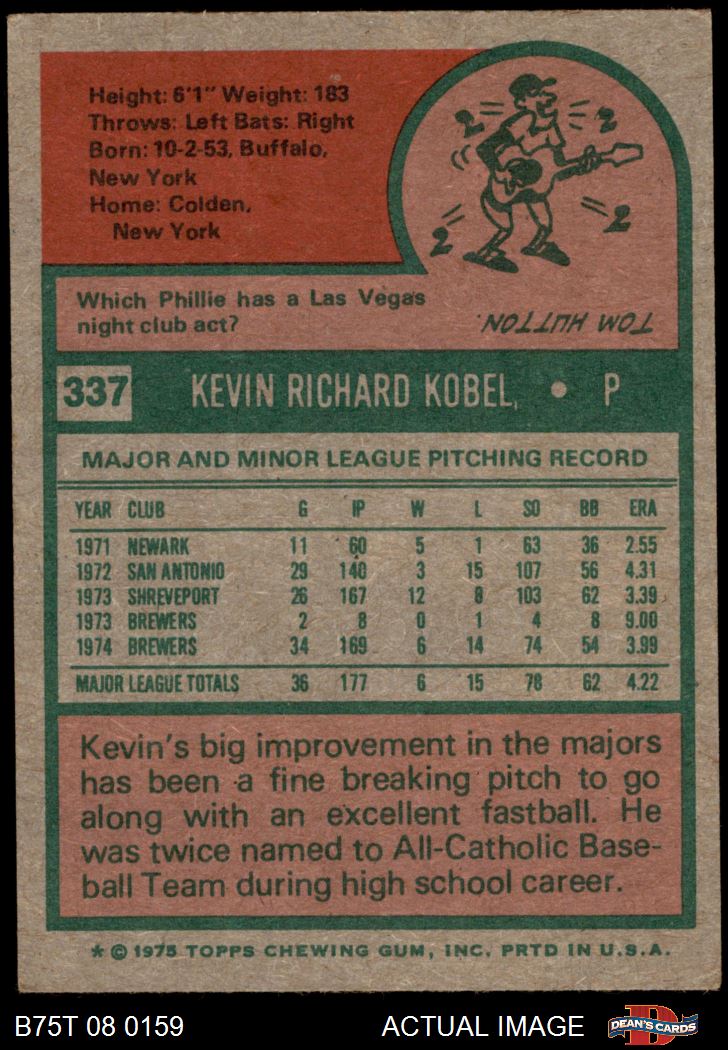 Height: 6'1" Weight: 183
Throws: Left Bats: Right
Born: 10-2-53, Buffalo,
New York
Home: Colden,
New York
2 2
2 2
Which Phillie has a Las Vegas
night club act?
TOM HUTTON.
337 KEVIN RICHARD KOBEL, • P
MAJOR AND MINOR LEAGUE PITCHING RECORD
YEAR CLUB G IP W L SO BB ERA
1971 NEWARK 11 60 5 1 63 36 2.55
1972 SAN ANTONIO 29 140 3 15 107 56 4.31
1973 SHREVEPORT 26 167 12 8 103 62 3.39
1973 BREWERS 2 8 0 1 4 8 9.00
1974 BREWERS 34 169 6 14 74 54 3.99
MAJOR LEAGUE TOTALS 36 177 6 15 78 62 4.22
Kevin's big improvement in the majors
has been a fine breaking pitch to go
along with an excellent fastball. He
was twice named to All-Catholic Base-
ball Team during high school career.
* © 1975 TOPPS CHEWING GUM, INC. PRTD IN U.S.A.
B75T 08 0159 ACTUAL IMAGE D DEAN'S CARDS